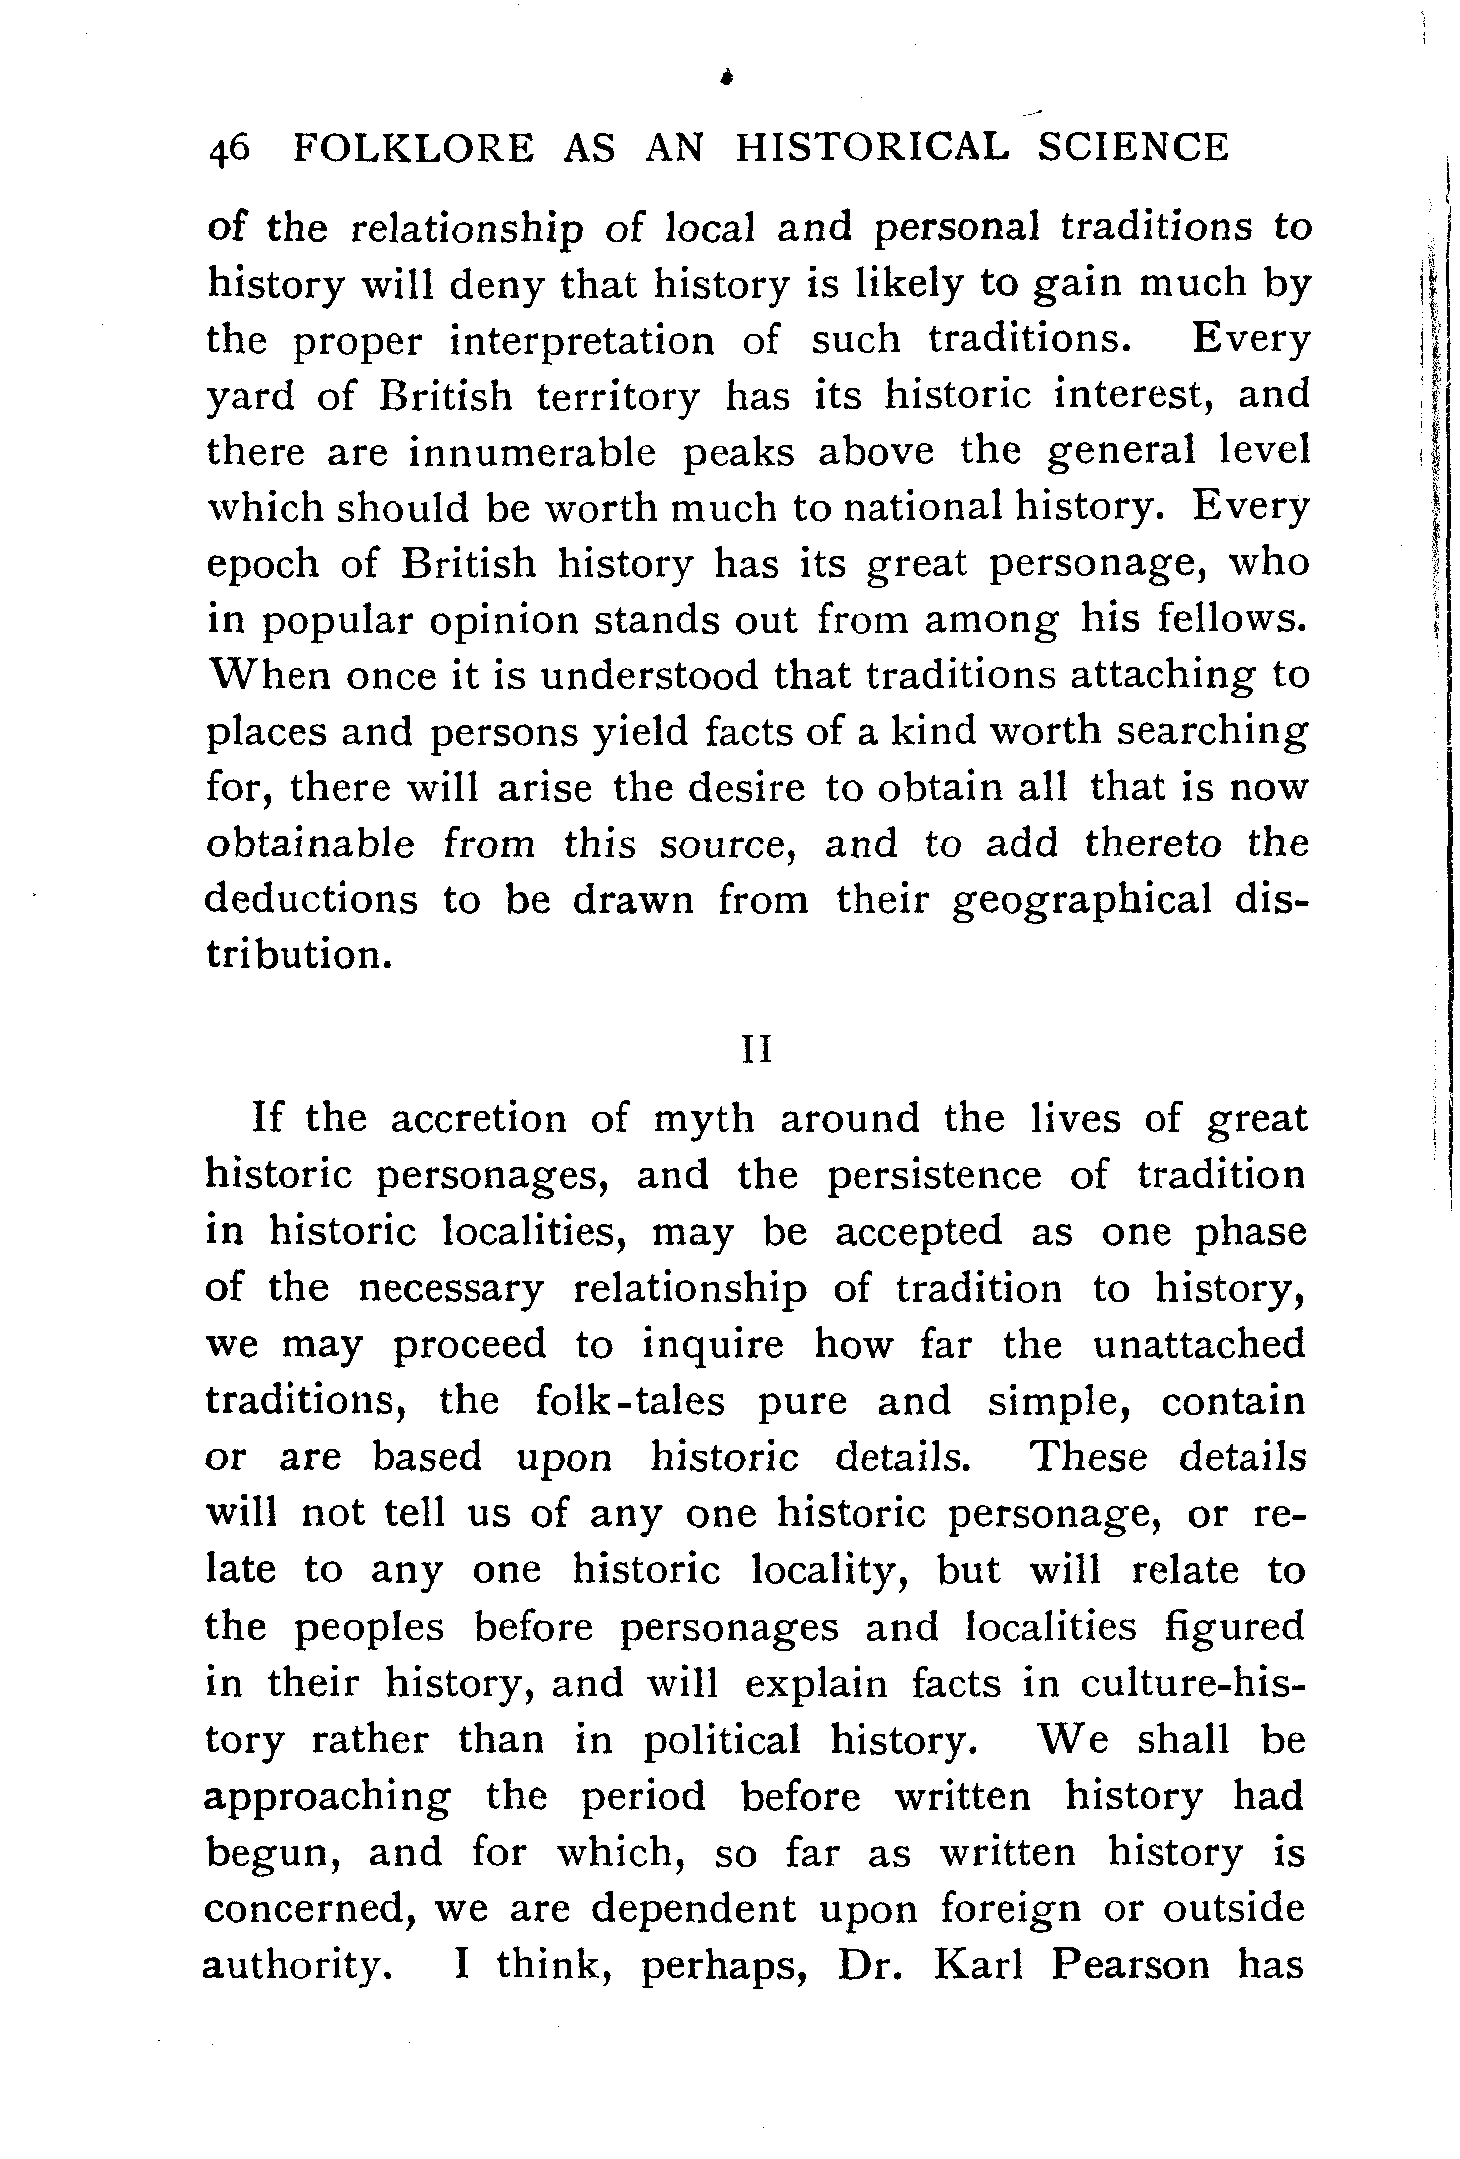 46 FOLKLORE AS AN HISTORICAL SCIENCE
of the relationship of local and personal traditions to
history will deny that history is likely to gain much by
the proper interpretation of such traditions. Every
yard of British territory has its historic interest, and
there are innumerable peaks above the general level
which should be worth much to national history. Every
epoch of British history has its great personage, who
in popular opinion stands out from among his fellows.
When once it is understood that traditions attaching to
places and persons yield facts of a kind worth searching
for, there will arise the desire to obtain all that is now
obtainable from this source, and to add thereto the
deductions to be drawn from their geographical dis-
tribution.
II
If the accretion of myth around the lives of great
historic personages, and the persistence of tradition
in historic localities, may be accepted as one phase
of the necessary relationship of tradition to history,
we may proceed to inquire how far the unattached
traditions, the folk-tales pure and simple, contain
or are based upon historic details. These details
will not tell us of any one historic personage, or re-
late to any one historic locality, but will relate to
the peoples before personages and localities figured
in their history, and will explain facts in culture-his-
tory rather than in political history. We shall be
approaching the period before written history had
begun, and for which, so far as written history is
concerned, we are dependent upon foreign or outside
authority. I think, perhaps, Dr. Karl Pearson has